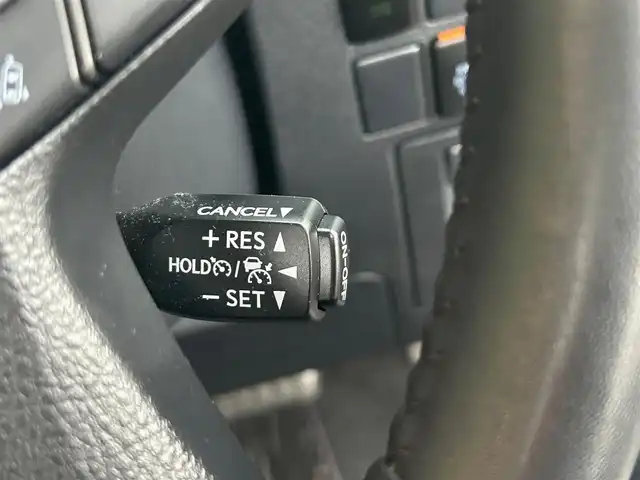 CANCEL▼
+ RES ▲
HOLD / ◀
− SET ▼
ON-OFF